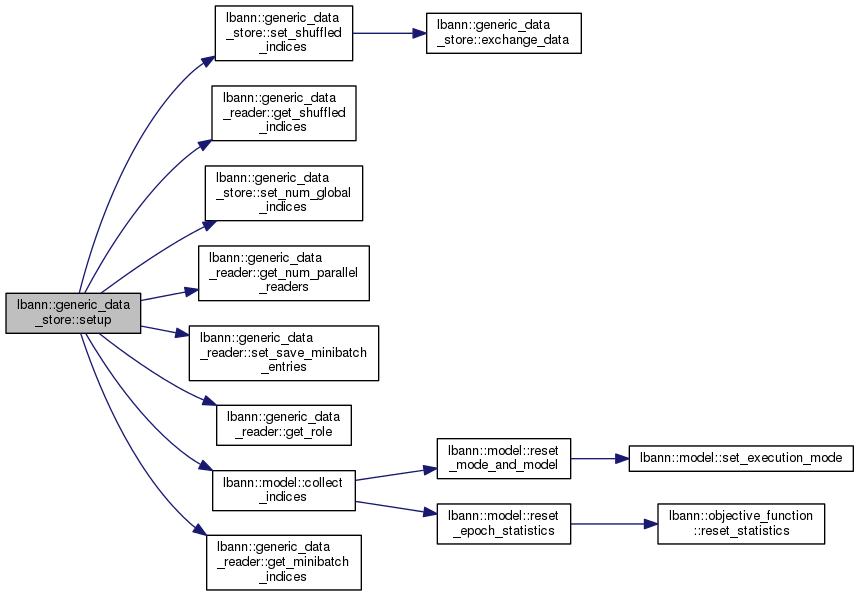 lbann::generic_data
_store::set_shuffled
_indices
lbann::generic_data
_store::exchange_data
lbann::generic_data
_reader::get_shuffled
_indices
lbann::generic_data
_store::set_num_global
_indices
lbann::generic_data
_reader::get_num_parallel
_readers
lbann::generic_data
_store::setup
lbann::generic_data
_reader::set_save_minibatch
_entries
lbann::generic_data
_reader::get_role
lbann::model::reset
_mode_and_model
lbann::model::set_execution_mode
lbann::model::collect
_indices
lbann::model::reset
_epoch_statistics
lbann::objective_function
::reset_statistics
lbann::generic_data
_reader::get_minibatch
_indices